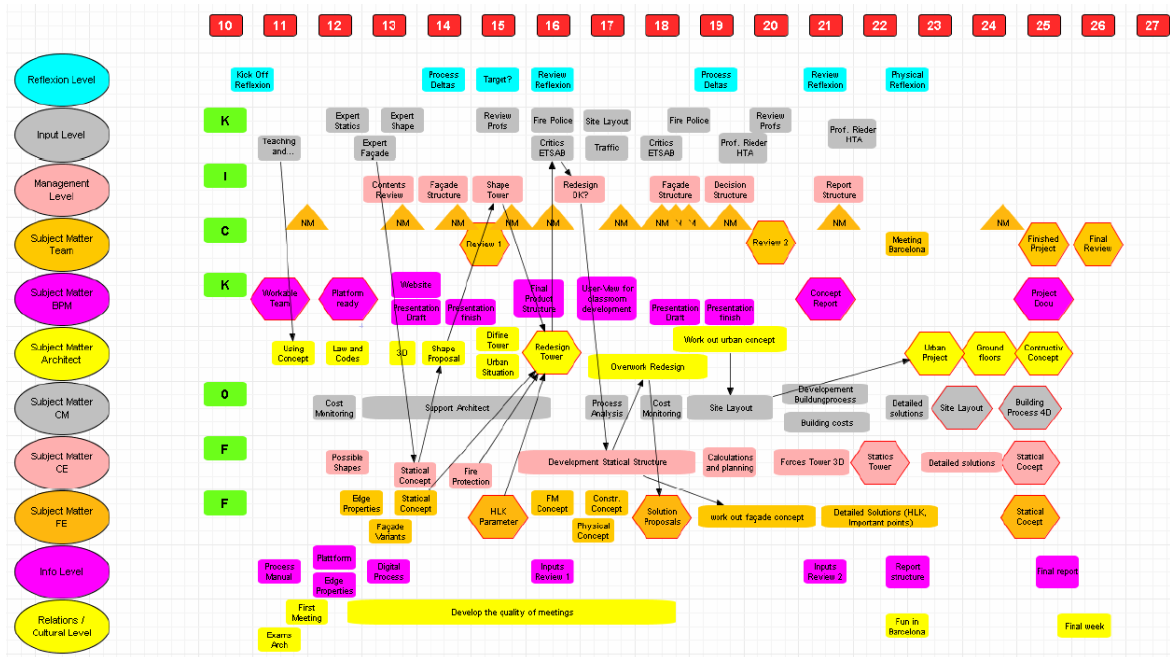 10 11 12 13 14 15 16 17 18 19 20 21 22 23 24 25 26 27
Reflexion Level
Kick Off
Reflexion
Process
Deltas
Target?
Review
Reflexion
Process
Deltas
Review
Reflexion
Physical
Reflexion
Input Level
K
Teaching
and...
Expert
Statics
Expert
Façade
Expert
Shape
Review
Profs
Fire Police
Critics
ETSAB
Site Layout
Traffic
Fire Police
Critics
ETSAB
Prof. Rieder
HTA
Review
Profs
Prof. Rieder
HTA
Management
Level
I
Contents
Review
Façade
Structure
Shape
Tower
Redesign
OK?
Façade
Structure
Decision
Structure
Report
Structure
NM NM NM NM NM NM NM NM NM NM
Subject Matter
Team
C
Review 1
Review 2
Meeting
Barcelona
Finished
Project
Final
Review
Subject Matter
BPM
K
Workable
Team
Platform
ready
Website
Presentation
Draft
Presentation
finish
Final
Product
Structure
User-View for
classroom
development
Presentation
Draft
Presentation
finish
Concept
Report
Project
Docu
Subject Matter
Architect
Using
Concept
Law and
Codes
3D
Shape
Proposal
Difine
Tower
Urban
Situation
Redesign
Tower
Overwork Redesign
Work out urban concept
Urban
Project
Ground
floors
Contructiv
Concept
Subject Matter
CM
O
Cost
Monitoring
Support Architect
Process
Analysis
Cost
Monitoring
Site Layout
Developement
Buildungprocess
Building costs
Detailed
solutions
Site Layout
Building
Process 4D
Subject Matter
CE
F
Possible
Shapes
Statical
Concept
Fire
Protection
Development Statical Structure
Calculations
and planning
Forces Tower 3D
Statics
Tower
Detailed solutions
Statical
Cocept
Subject Matter
FE
F
Edge
Properties
Façade
Variants
Statical
Concept
HLK
Parameter
FM
Concept
Constr.
Concept
Physical
Concept
Solution
Proposals
work out façade concept
Detailed Solutions (HLK,
Important points)
Statical
Cocept
Info Level
Process
Manual
Plattform
Edge
Properties
Digital
Process
Inputs
Review 1
Inputs
Review 2
Report
structure
Final report
Relations /
Cultural Level
First
Meeting
Exams
Arch
Develop the quality of meetings
Fun in
Barcelona
Final week